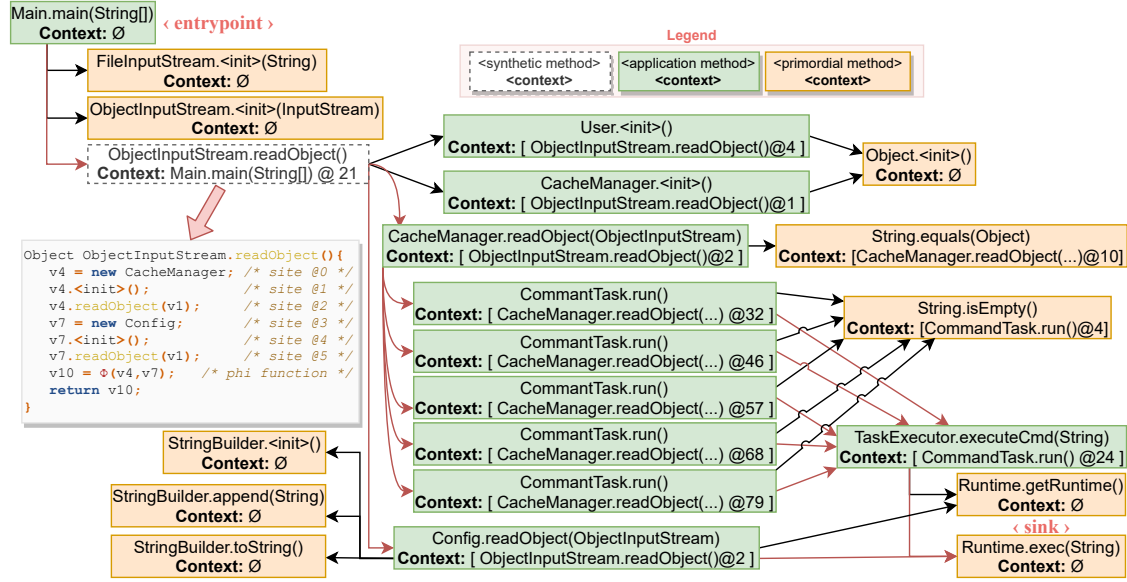 Main.main(String[])
Context: Ø
‹ entrypoint ›
Legend
<synthetic method>
<context>
<application method>
<context>
<primordial method>
<context>
FileInputStream.<init>(String)
Context: Ø
ObjectInputStream.<init>(InputStream)
Context: Ø
ObjectInputStream.readObject()
Context: Main.main(String[]) @ 21
User.<init>()
Context: [ ObjectInputStream.readObject()@4 ]
CacheManager.<init>()
Context: [ ObjectInputStream.readObject()@1 ]
Object.<init>()
Context: Ø
CacheManager.readObject(ObjectInputStream)
Context: [ ObjectInputStream.readObject()@2 ]
String.equals(Object)
Context: [CacheManager.readObject(...)@10]
Object ObjectInputStream.readObject(){
v4 = new CacheManager; /* site @0 */
v4.<init>(); /* site @1 */
v4.readObject(v1); /* site @2 */
v7 = new Config; /* site @3 */
v7.<init>(); /* site @4 */
v7.readObject(v1); /* site @5 */
v10 = Φ(v4,v7); /* phi function */
return v10;
}
CommantTask.run()
Context: [ CacheManager.readObject(...) @32 ]
CommantTask.run()
Context: [ CacheManager.readObject(...) @46 ]
CommantTask.run()
Context: [ CacheManager.readObject(...) @57 ]
CommantTask.run()
Context: [ CacheManager.readObject(...) @68 ]
CommantTask.run()
Context: [ CacheManager.readObject(...) @79 ]
String.isEmpty()
Context: [CommandTask.run()@4]
TaskExecutor.executeCmd(String)
Context: [ CommandTask.run() @24 ]
StringBuilder.<init>()
Context: Ø
StringBuilder.append(String)
Context: Ø
StringBuilder.toString()
Context: Ø
Config.readObject(ObjectInputStream)
Context: [ ObjectInputStream.readObject()@2 ]
Runtime.getRuntime()
Context: Ø
‹ sink ›
Runtime.exec(String)
Context: Ø